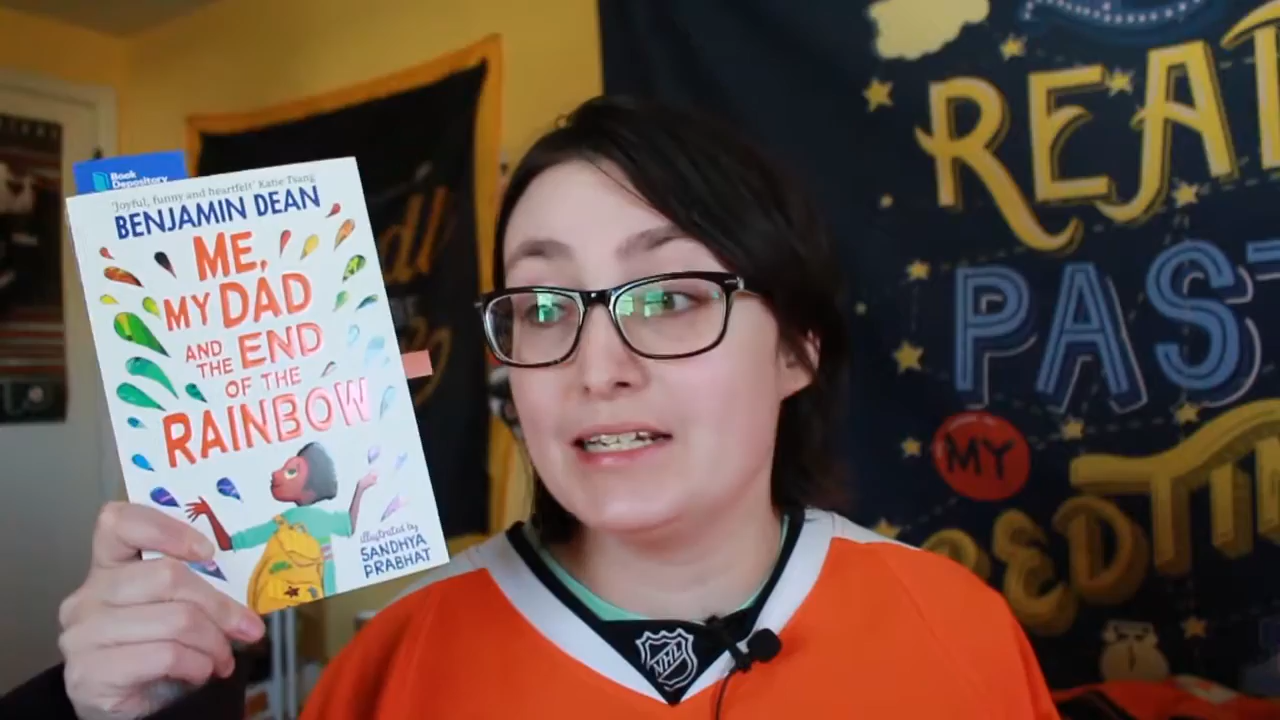 Book
Depository
'Joyful, funny and heartfelt' Katie Tsang
BENJAMIN DEAN
ME,
MY DAD
AND
THE END
OF THE
RAINBOW
illustrated by
SANDHYA
PRABHAT
NHL
REA
PAS
MY
BEDTIM